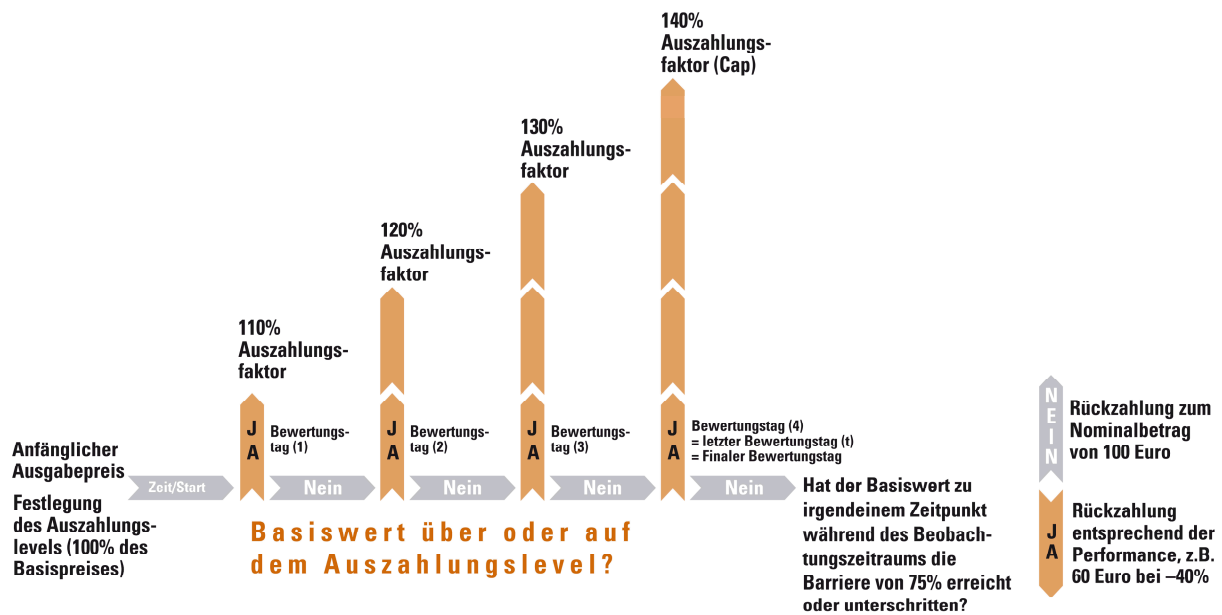 140%
Auszahlungs-
faktor (Cap)
130%
Auszahlungs-
faktor
120%
Auszahlungs-
faktor
110%
Auszahlungs-
faktor
Anfänglicher
Ausgabepreis
Festlegung
des Auszahlungs-
levels (100% des
Basispreises)
Zeit/Start
J
A
Bewertungs-
tag (1)
Nein
J
A
Bewertungs-
tag (2)
Nein
J
A
Bewertungs-
tag (3)
Nein
J
A
Bewertungstag (4)
= letzter Bewertungstag (t)
= Finaler Bewertungstag
Nein
Basiswert über oder auf
dem Auszahlungslevel?
Hat der Basiswert zu
irgendeinem Zeitpunkt
während des Beobach-
tungszeitraums die
Barriere von 75% erreicht
oder unterschritten?
NEIN
Rückzahlung zum
Nominalbetrag
von 100 Euro
J
A
Rückzahlung
entsprechend der
Performance, z.B.
60 Euro bei –40%